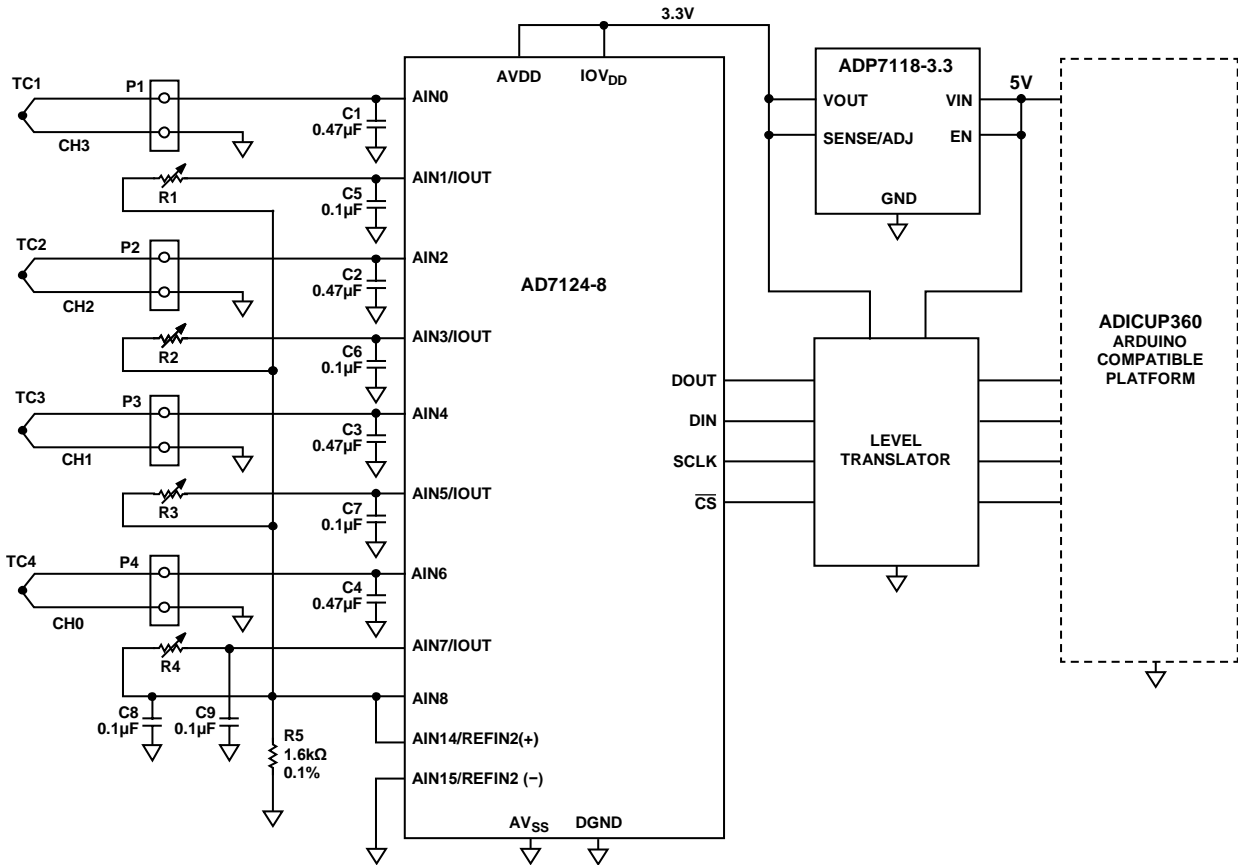 3.3V
AVDD
IOVDD
ADP7118-3.3
VOUT
VIN
SENSE/ADJ
EN
GND
5V
TC1
P1
CH3
AIN0
C1
0.47µF
R1
AIN1/IOUT
C5
0.1µF
TC2
P2
CH2
AIN2
C2
0.47µF
AD7124-8
R2
AIN3/IOUT
C6
0.1µF
TC3
P3
CH1
AIN4
C3
0.47µF
R3
AIN5/IOUT
C7
0.1µF
TC4
P4
CH0
AIN6
C4
0.47µF
R4
AIN7/IOUT
AIN8
C8
0.1µF
C9
0.1µF
R5
1.6kΩ
0.1%
AIN14/REFIN2(+)
AIN15/REFIN2 (−)
AVSS
DGND
DOUT
DIN
SCLK
CS
LEVEL
TRANSLATOR
ADICUP360
ARDUINO
COMPATIBLE
PLATFORM